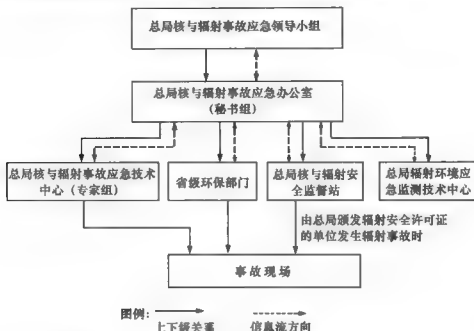 总局核与辐射事故应急领导小组
总局核与辐射事故应急办公室
(秘书组)
总局核与辐射事故应急技术
中心(专家组)
省级环保部门
总局核与辐射安
全监督站
总局辐射环境应
急监测技术中心
由总局颁发辐射安全许可证
的单位发生辐射事故时
事故现场
图例:
上下级关系
信息流方向